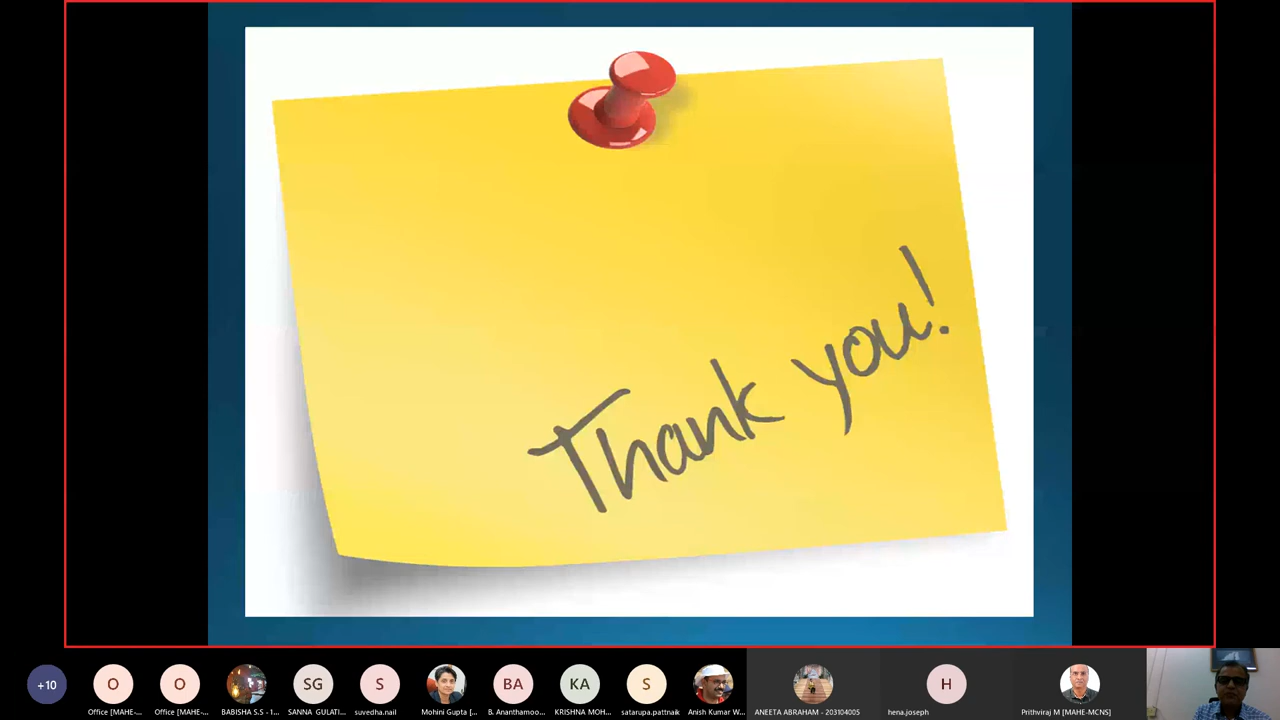 Thank you!
+10
O
O
SG
S
BA
KA
S
H
Office [MAHE-...
Office [MAHE-...
BABISHA S.S - 1...
SANNA GULATI...
suvedha.nail
Mohini Gupta [...
B. Ananthamoo...
KRISHNA MOH...
satarupa.pattnaik
Anish Kumar W...
ANEETA ABRAHAM - 203104005
hena.joseph
Prithviraj M [MAHE-MCNS]